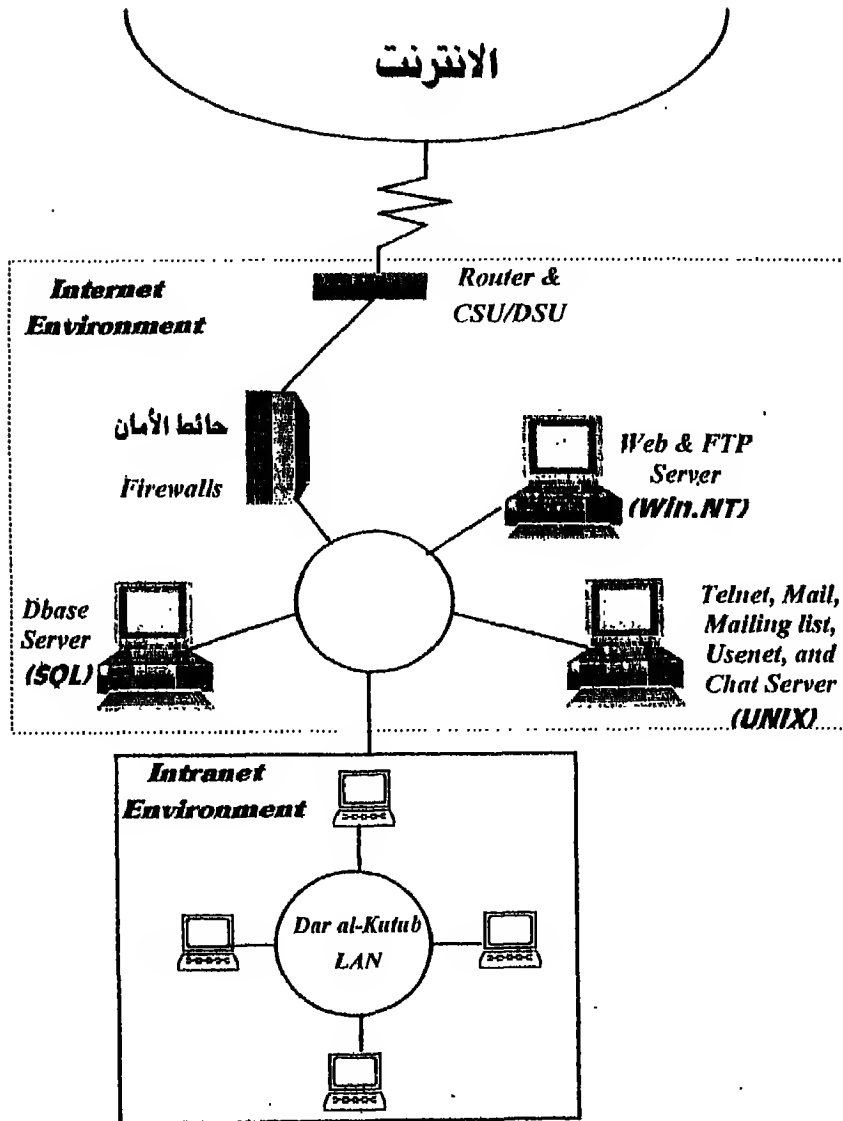 الانترنت
Internet
Environment
Router &
CSU/DSU
حائط الأمان
Firewalls
Web & FTP
Server
(Win.NT)
Dbase
Server
(SQL)
Telnet, Mail,
Mailing list,
Usenet, and
Chat Server
(UNIX)
Intranet
Environment
Dar al-Kutub
LAN